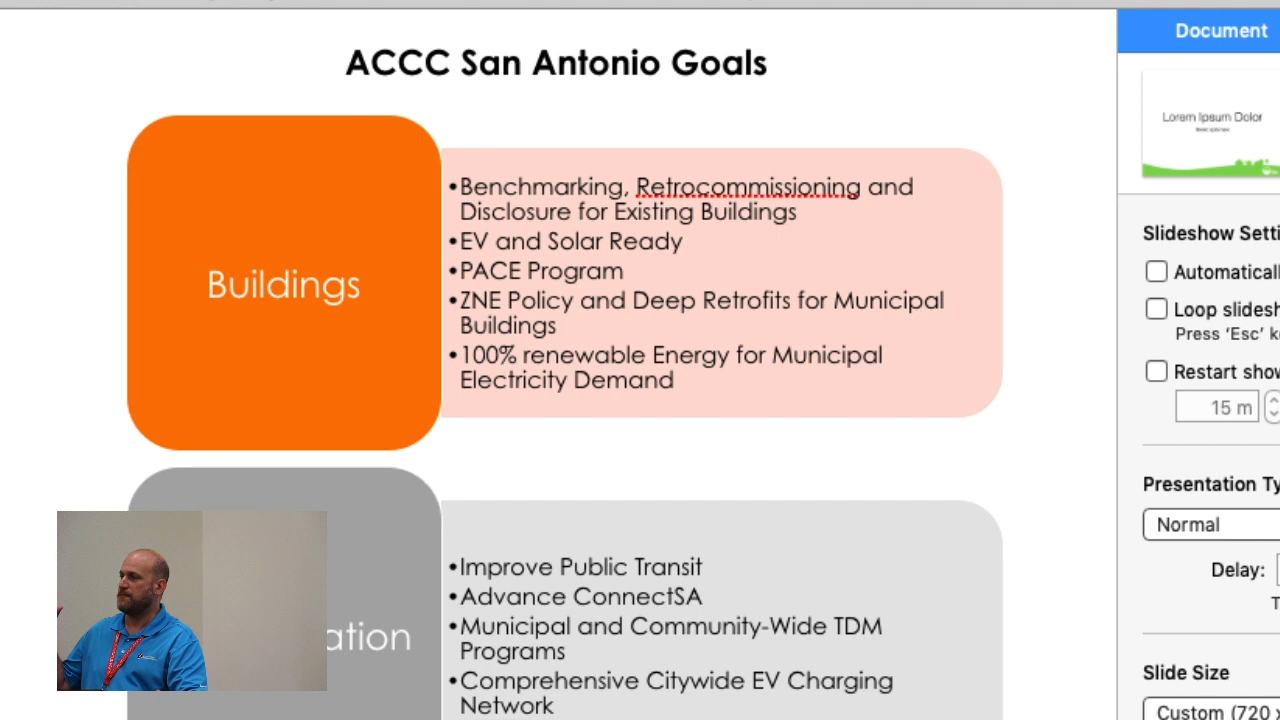 ACCC San Antonio Goals
Document
Lorem Ipsum Dolor
Buildings
•Benchmarking, Retrocommissioning and
Disclosure for Existing Buildings
•EV and Solar Ready
•PACE Program
•ZNE Policy and Deep Retrofits for Municipal
Buildings
•100% renewable Energy for Municipal
Electricity Demand
Slideshow Setti
Automaticall
Loop slidesh
Press ‘Esc’ k
Restart show
15 m
ation
•Improve Public Transit
•Advance ConnectSA
•Municipal and Community-Wide TDM
Programs
•Comprehensive Citywide EV Charging
Network
Presentation Ty
Normal
Delay:
T
Slide Size
Custom (720 x